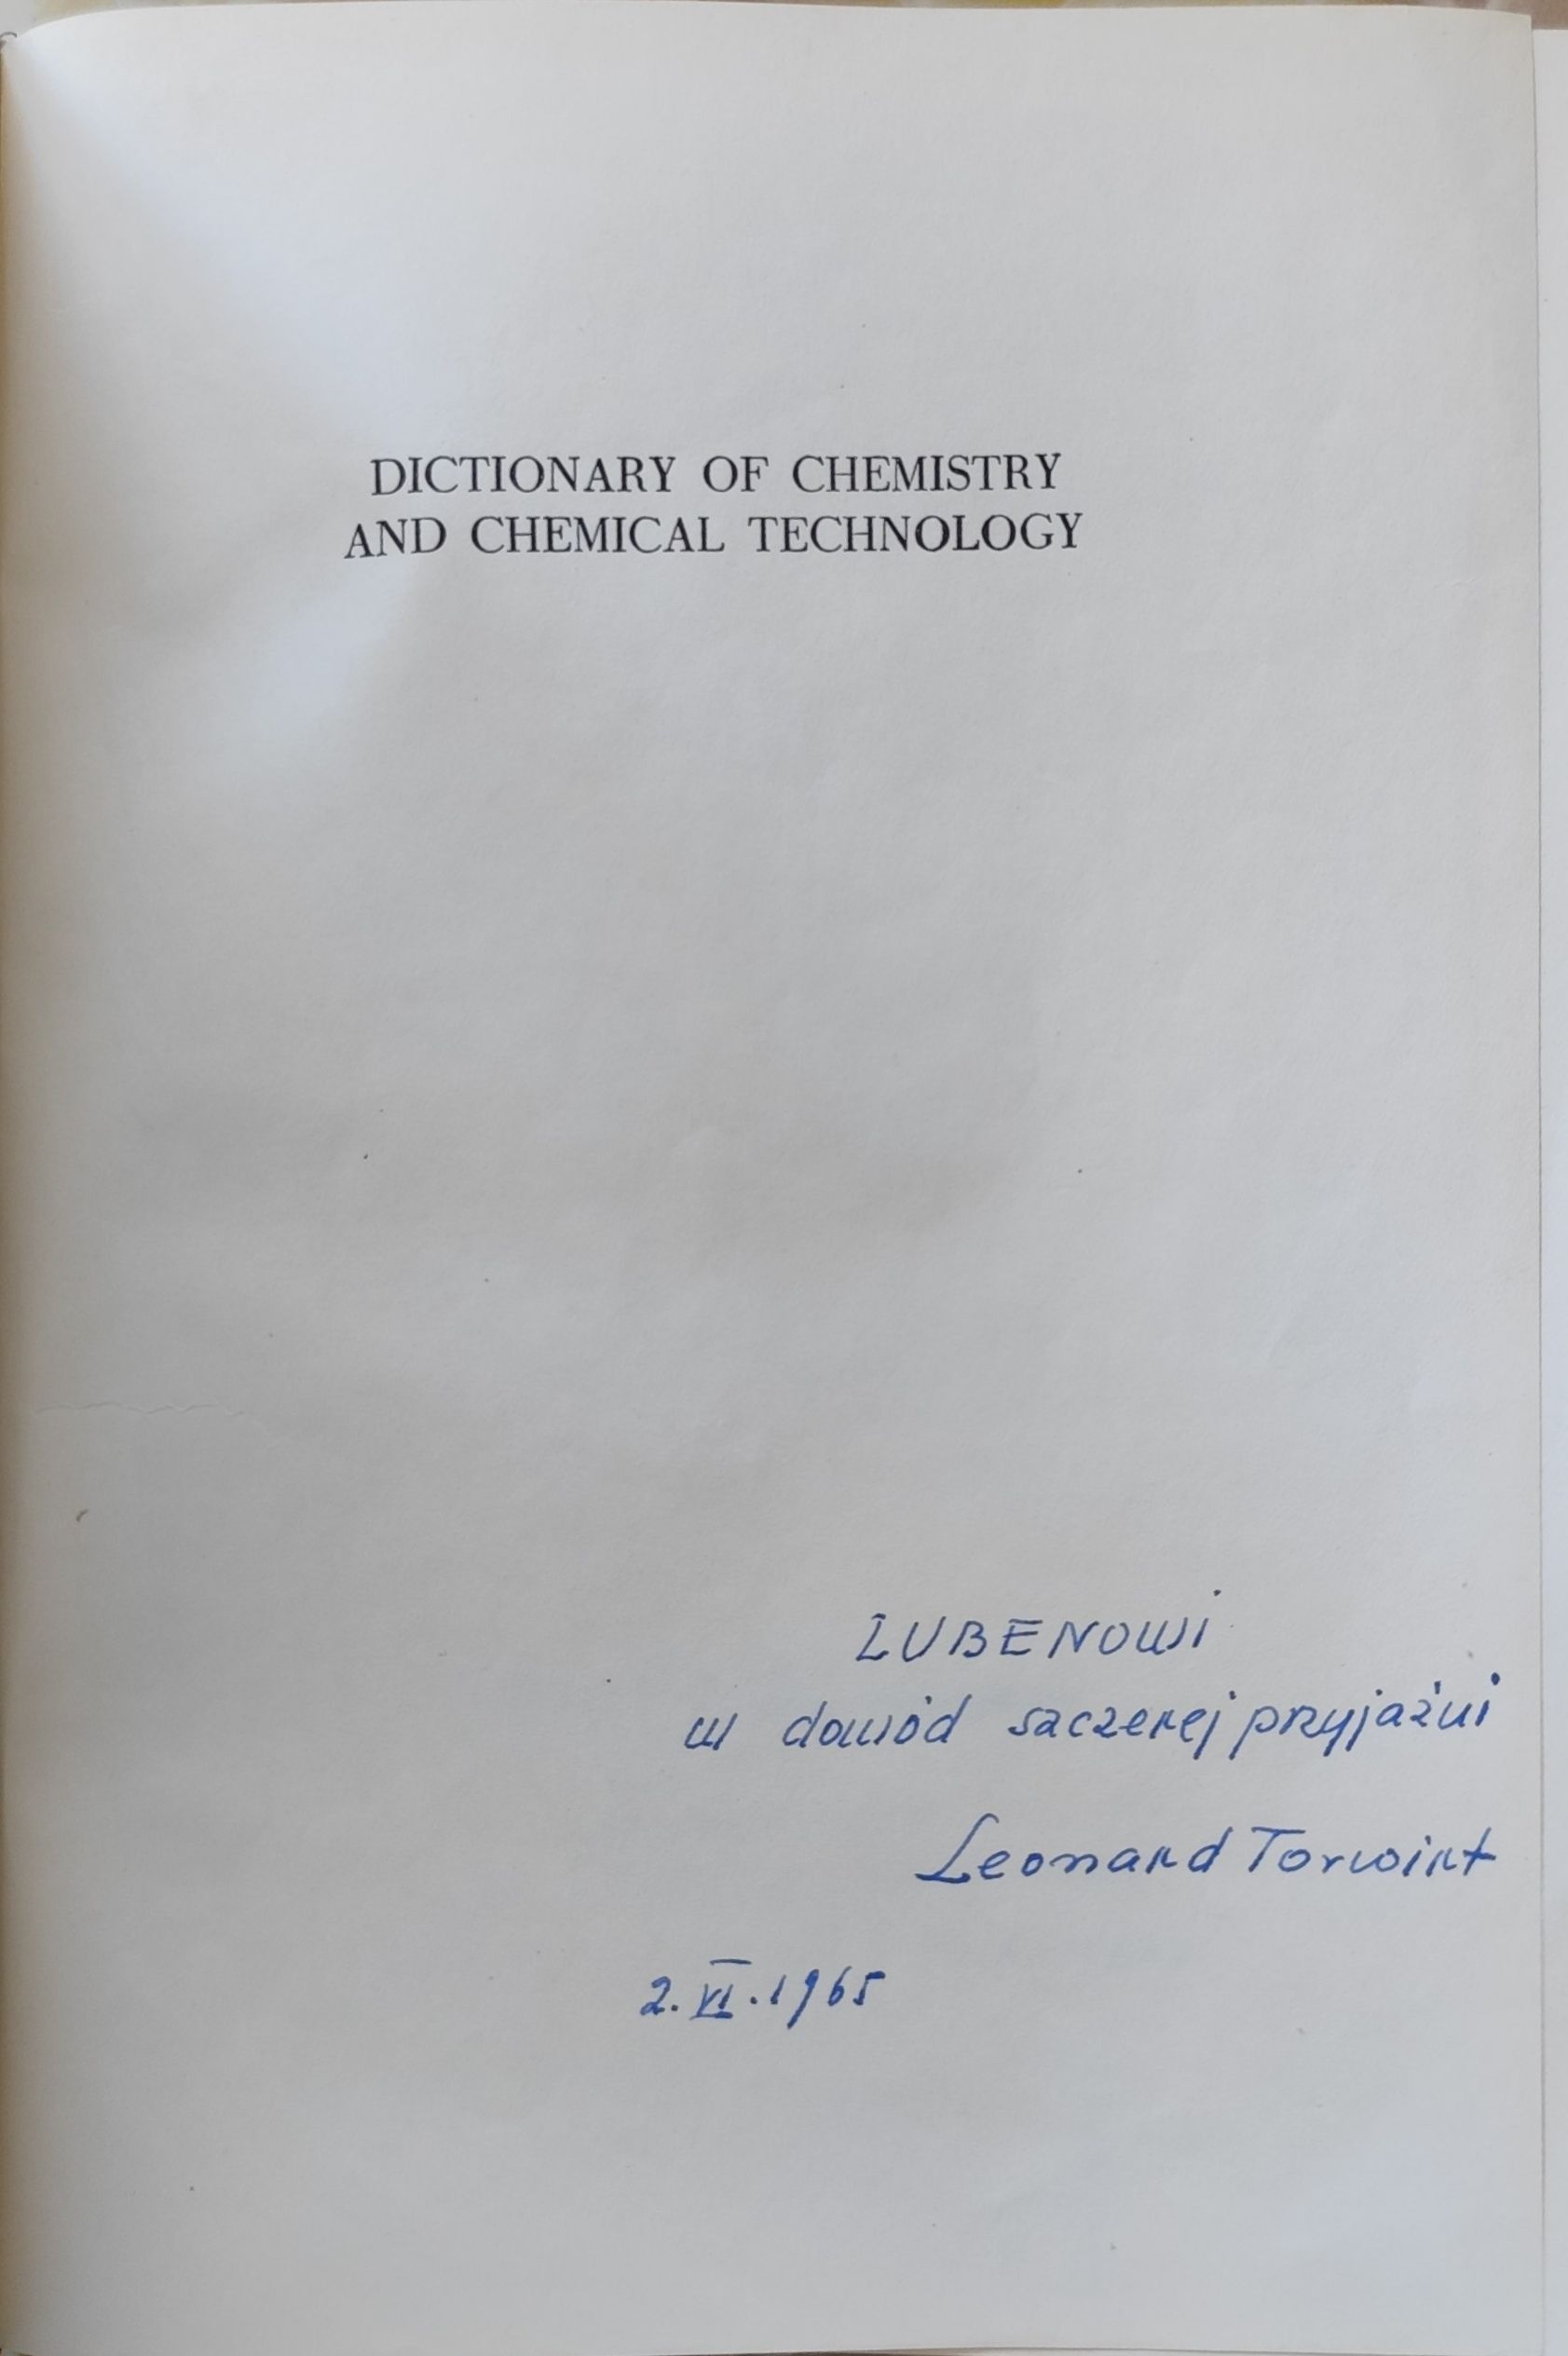 DICTIONARY OF CHEMISTRY
AND CHEMICAL TECHNOLOGY
LUBENOWI
w dowód szczerej przyjaźni
Leonard Torwirt
2.VI.1965